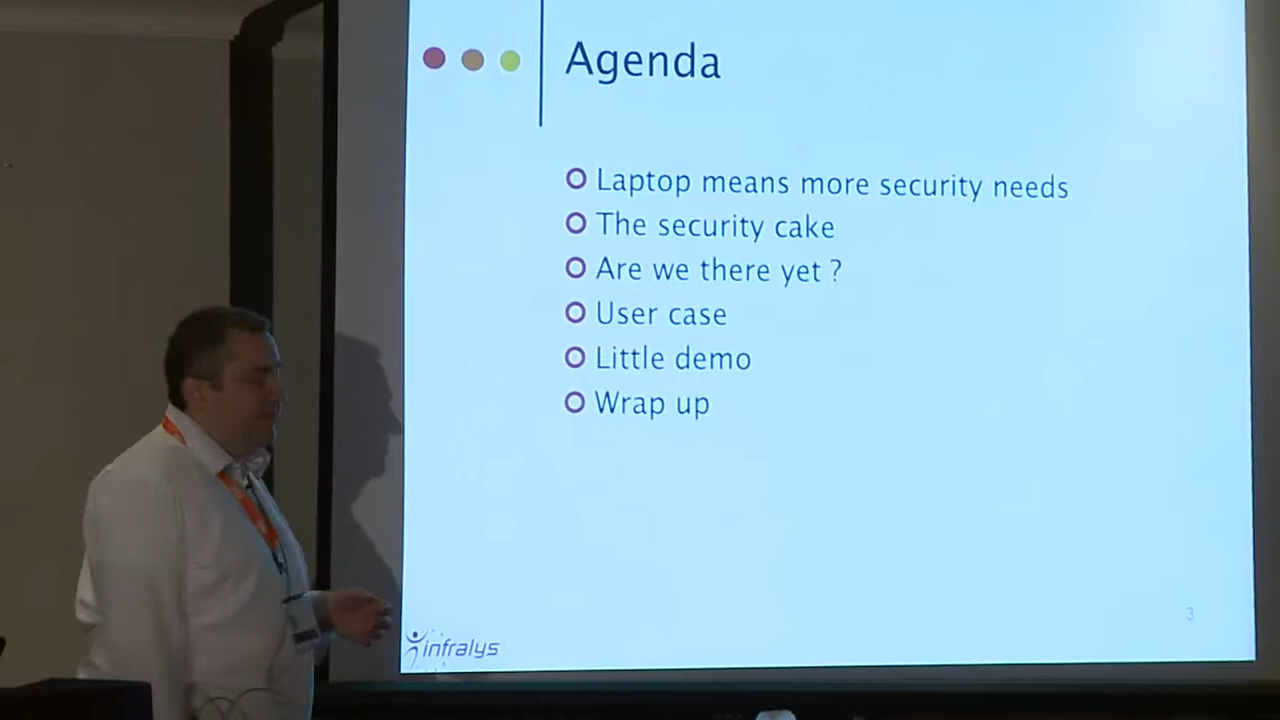 Agenda
Laptop means more security needs
The security cake
Are we there yet ?
User case
Little demo
Wrap up
3
infralys